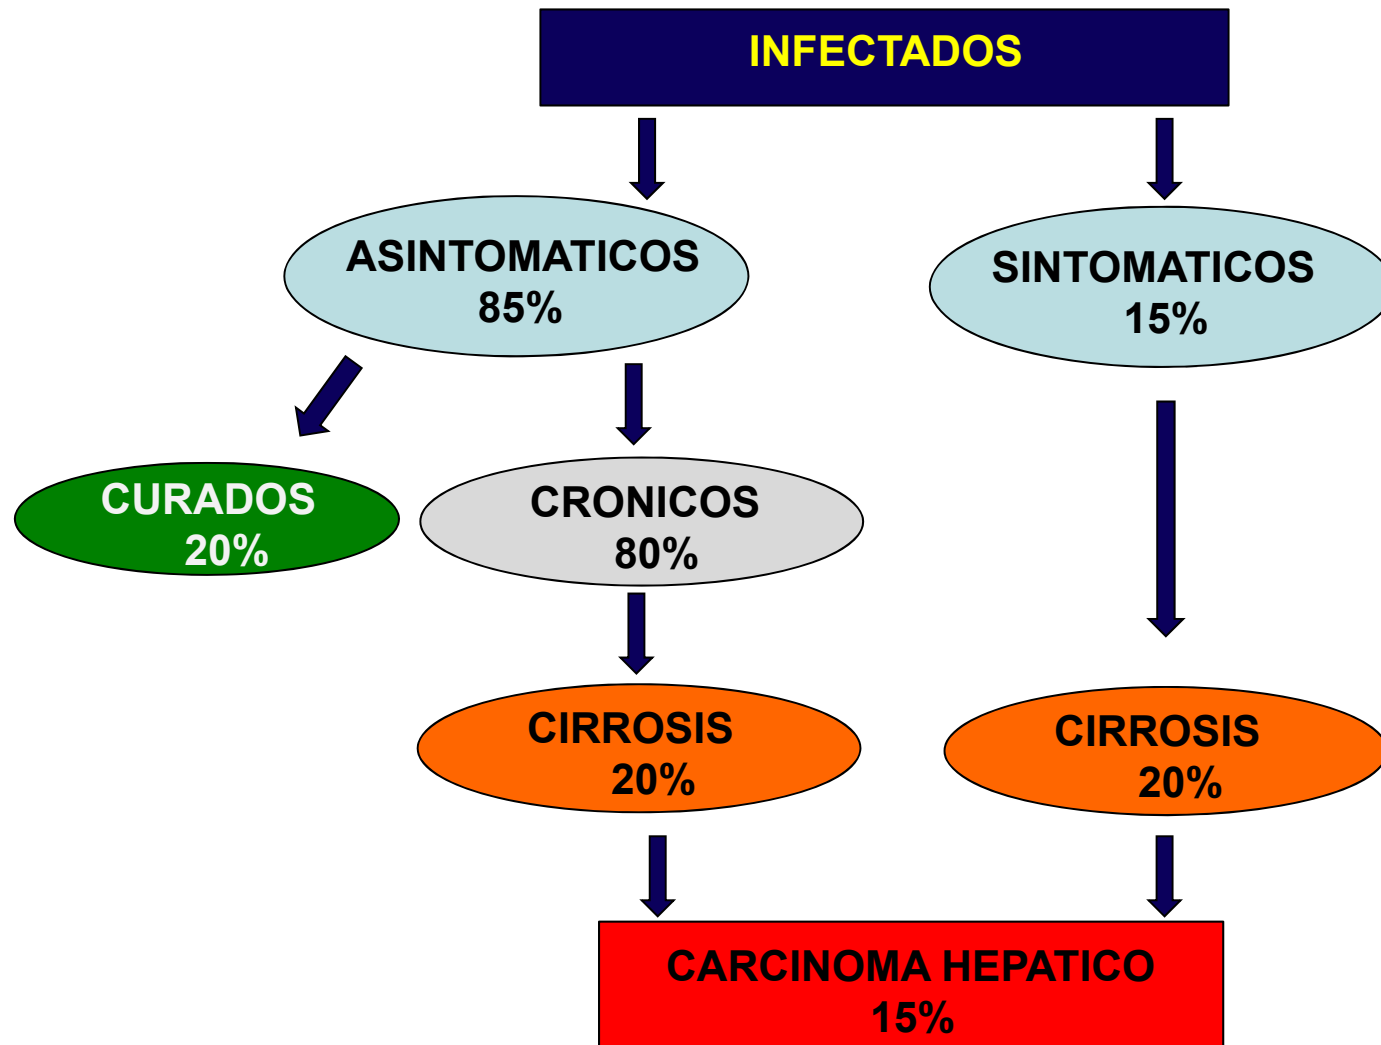 INFECTADOS
ASINTOMATICOS
85%
SINTOMATICOS
15%
CURADOS
20%
CRONICOS
80%
CIRROSIS
20%
CIRROSIS
20%
CARCINOMA HEPATICO
15%